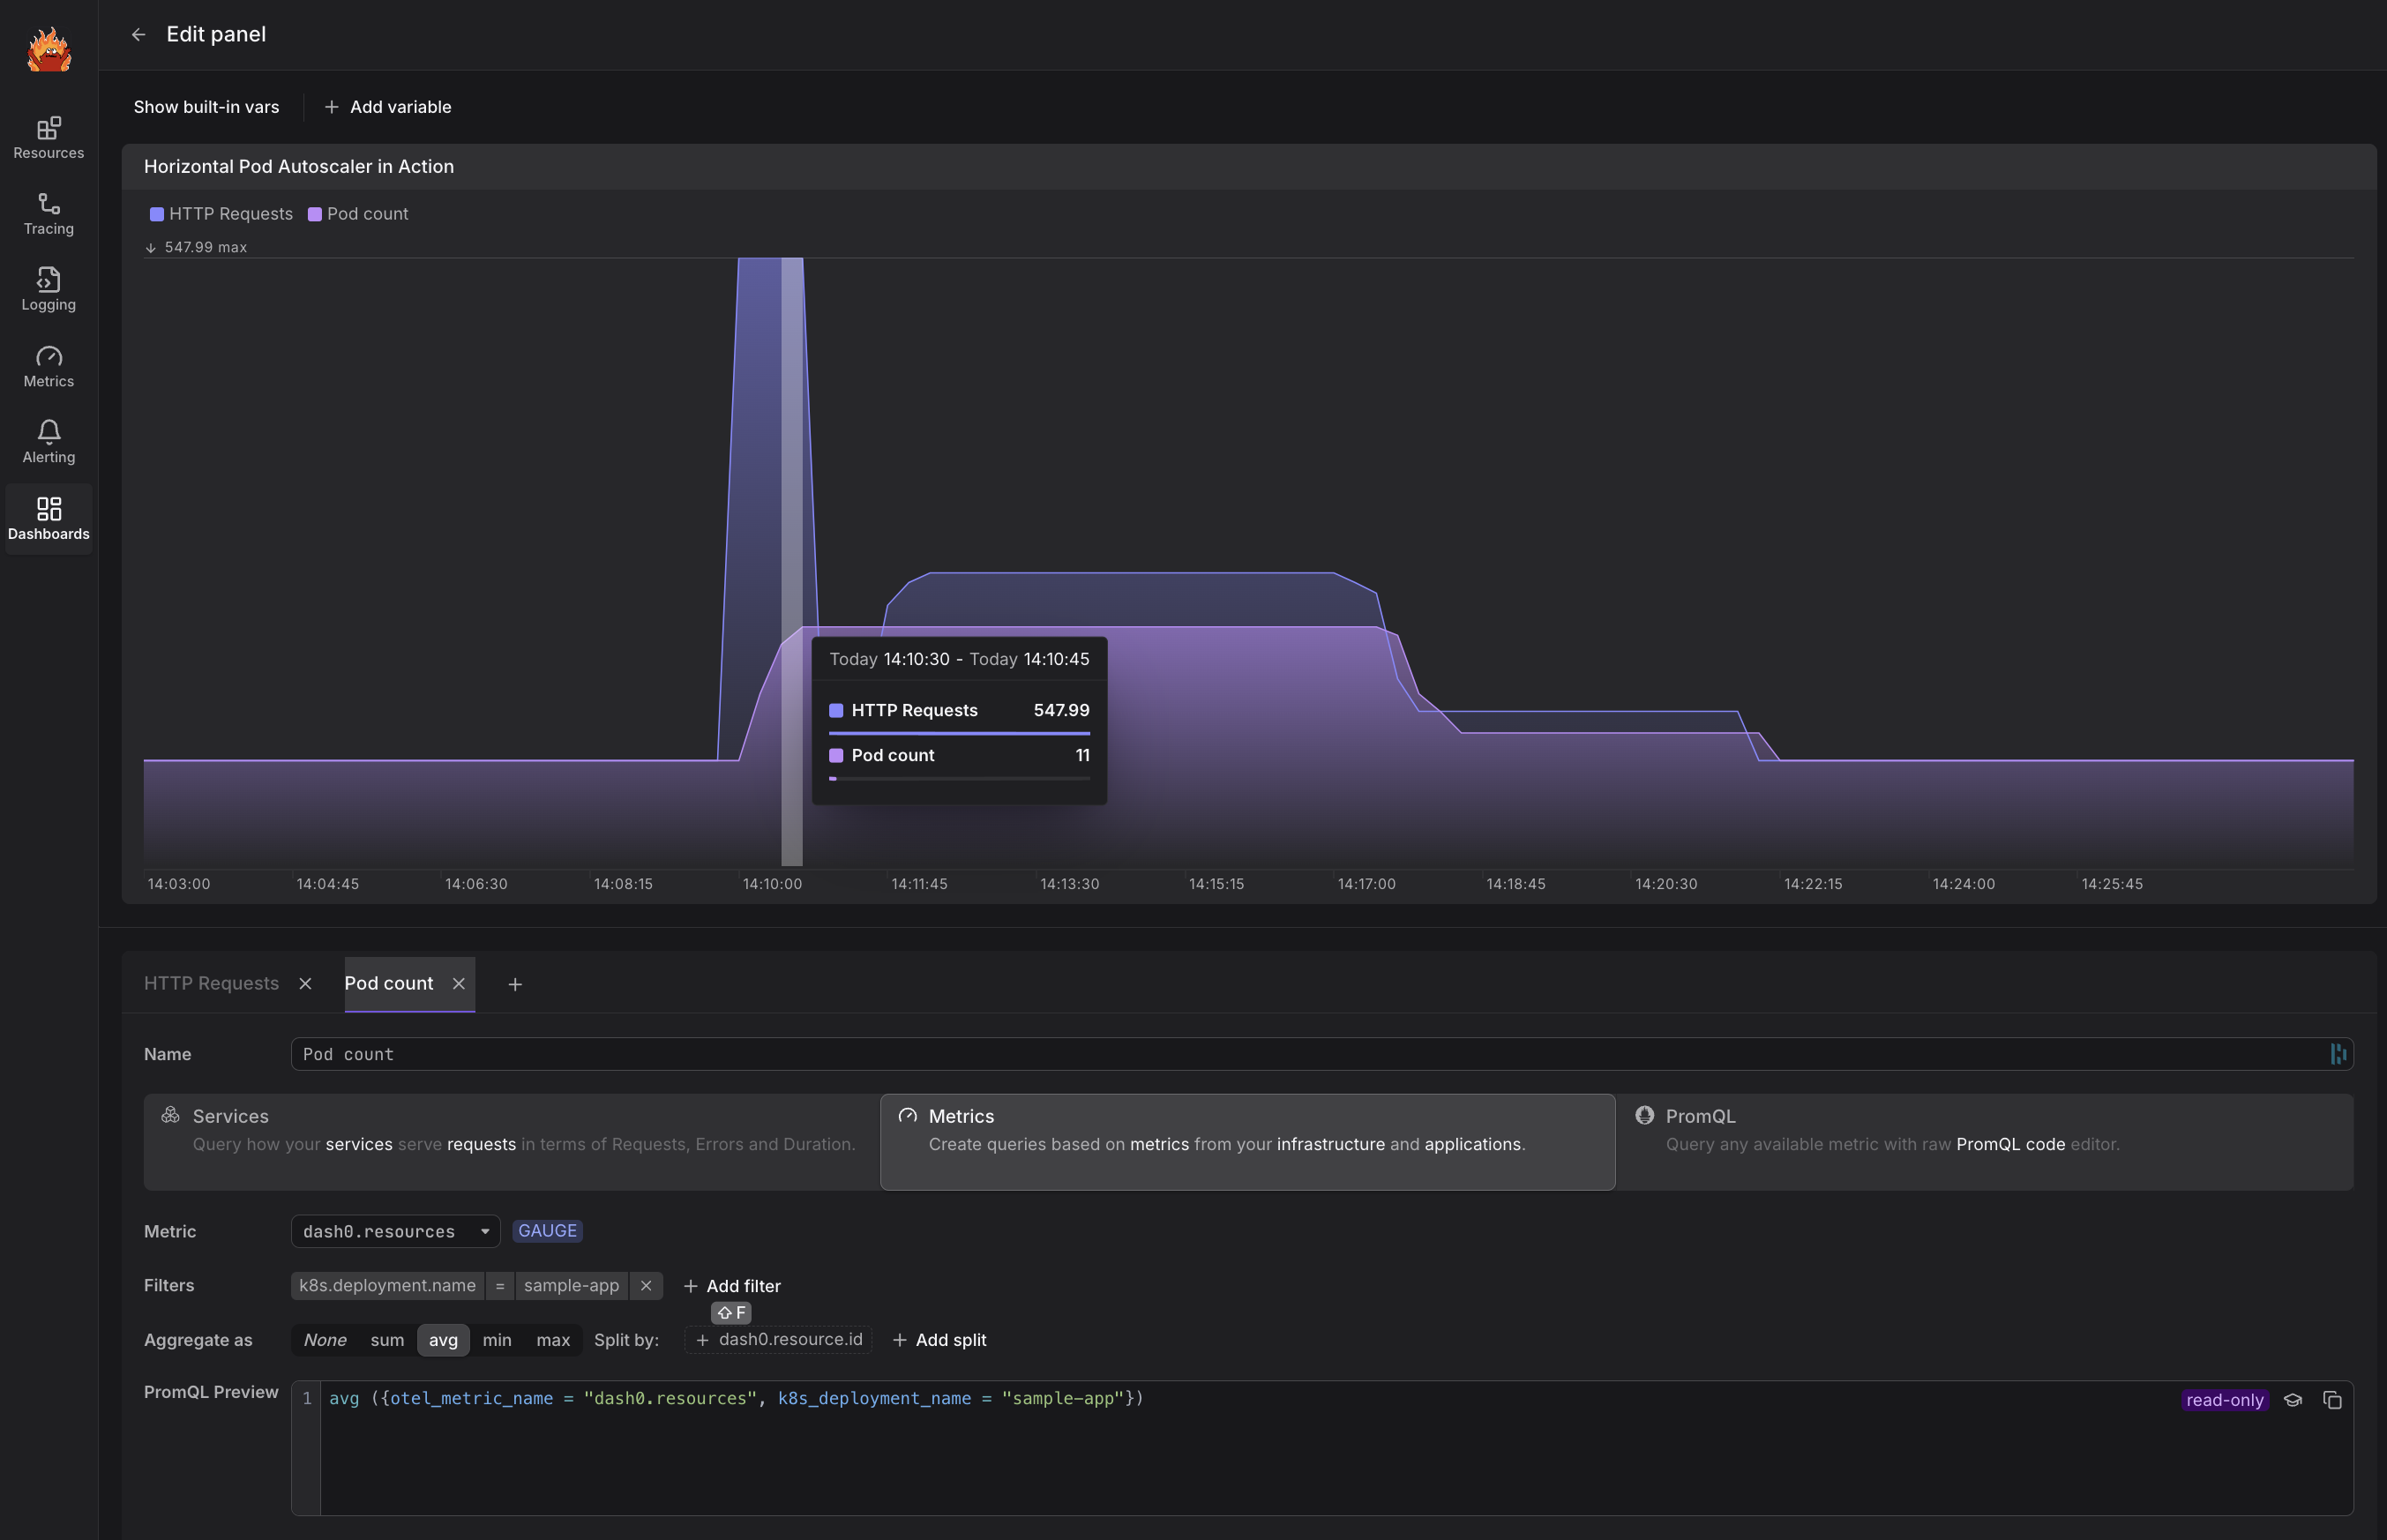 Edit panel
Show built-in vars
Add variable
Resources
Tracing
Logging
Metrics
Alerting
Dashboards
Horizontal Pod Autoscaler in Action
HTTP Requests Pod count
547.99 max
Today 14:10:30 - Today 14:10:45
HTTP Requests 547.99
Pod count 11
14:03:00 14:04:45 14:06:30 14:08:15 14:10:00 14:11:45 14:13:30 14:15:15 14:17:00 14:18:45 14:20:30 14:22:15 14:24:00 14:25:45
HTTP Requests Pod count
Name Pod count
Services
Query how your services serve requests in terms of Requests, Errors and Duration.
Metrics
Create queries based on metrics from your infrastructure and applications.
PromQL
Query any available metric with raw PromQL code editor.
Metric dash0.resources GAUGE
Filters k8s.deployment.name = sample-app Add filter
F
Aggregate as None sum avg min max Split by: + dash0.resource.id Add split
PromQL Preview 1 avg ({otel_metric_name = "dash0.resources", k8s_deployment_name = "sample-app"}) read-only